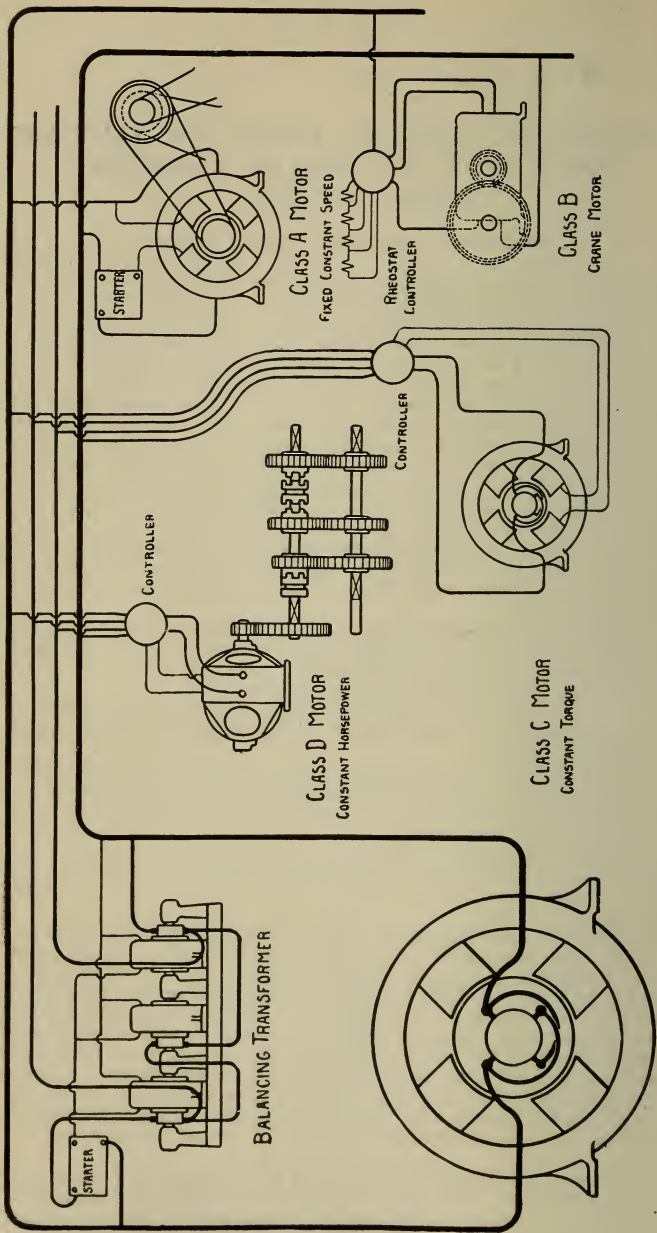 STARTER
CLASS A MOTOR
FIXED CONSTANT SPEED
RHEOSTAT
CONTROLLER
CLASS B
CRANE MOTOR
CONTROLLER
CONTROLLER
CLASS D MOTOR
CONSTANT HORSEPOWER
CLASS C MOTOR
CONSTANT TORQUE
STARTER
BALANCING TRANSFORMER